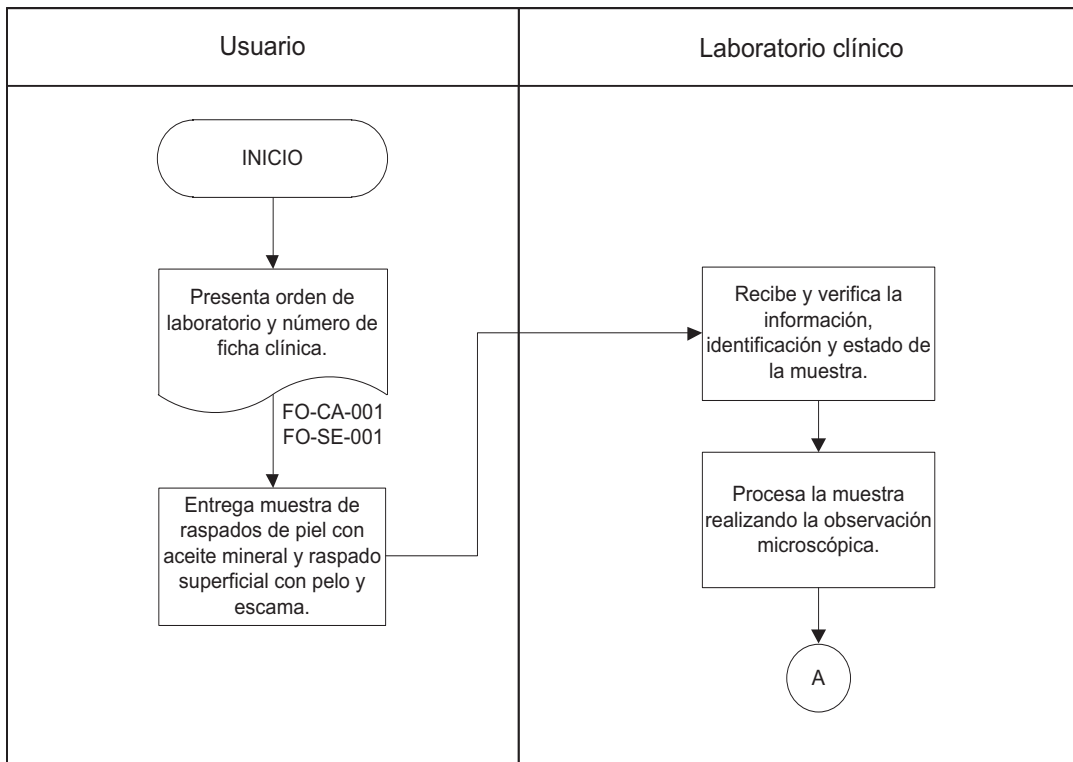 Usuario
Laboratorio clínico
INICIO
Presenta orden de
laboratorio y número de
ficha clínica.
FO-CA-001
FO-SE-001
Entrega muestra de
raspados de piel con
aceite mineral y raspado
superficial con pelo y
escama.
Recibe y verifica la
información,
identificación y estado de
la muestra.
Procesa la muestra
realizando la observación
microscópica.
A